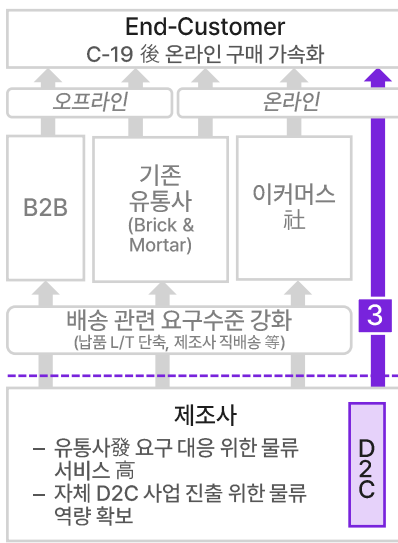 End-Customer
C-19 後 온라인 구매 가속화
오프라인
온라인
B2B
기존
유통사
(Brick &
Mortar)
이커머스
社
배송 관련 요구수준 강화
(납품 L/T 단축, 제조사 직배송 等)
3
제조사
– 유통사發 요구 대응 위한 물류
서비스 高
– 자체 D2C 사업 진출 위한 물류
역량 확보
D
2
C